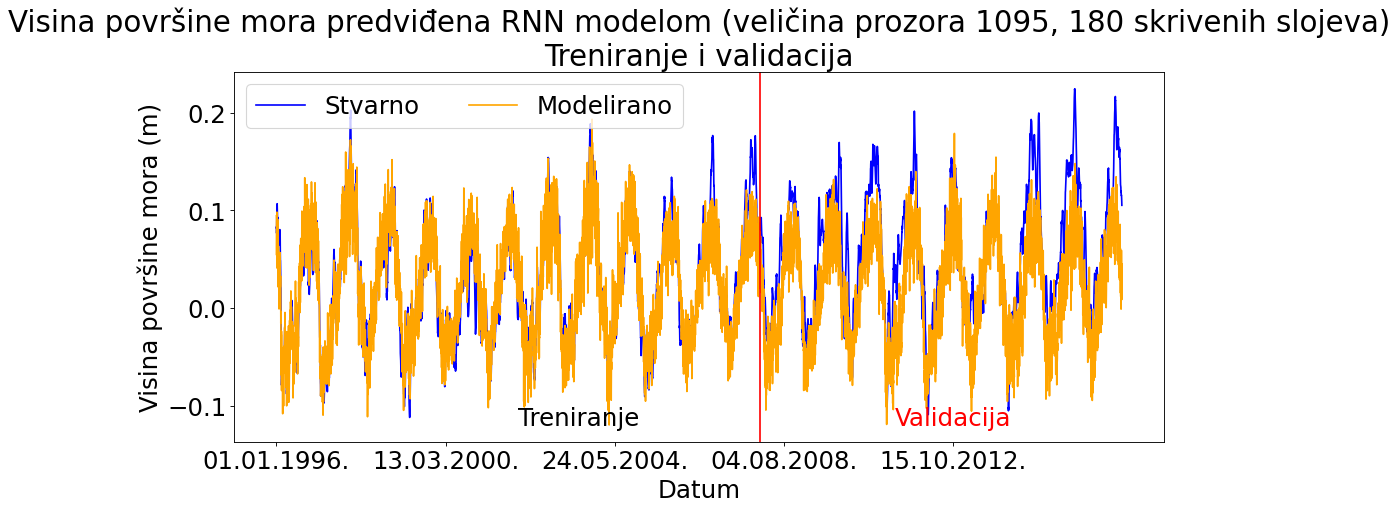 Visina površine mora predviđena RNN modelom (veličina prozora 1095, 180 skrivenih slojeva)
Treniranje i validacija
Stvarno Modelirano
Visina površine mora (m)
0.2
0.1
0.0
−0.1
Treniranje Validacija
01.01.1996. 13.03.2000. 24.05.2004. 04.08.2008. 15.10.2012.
Datum